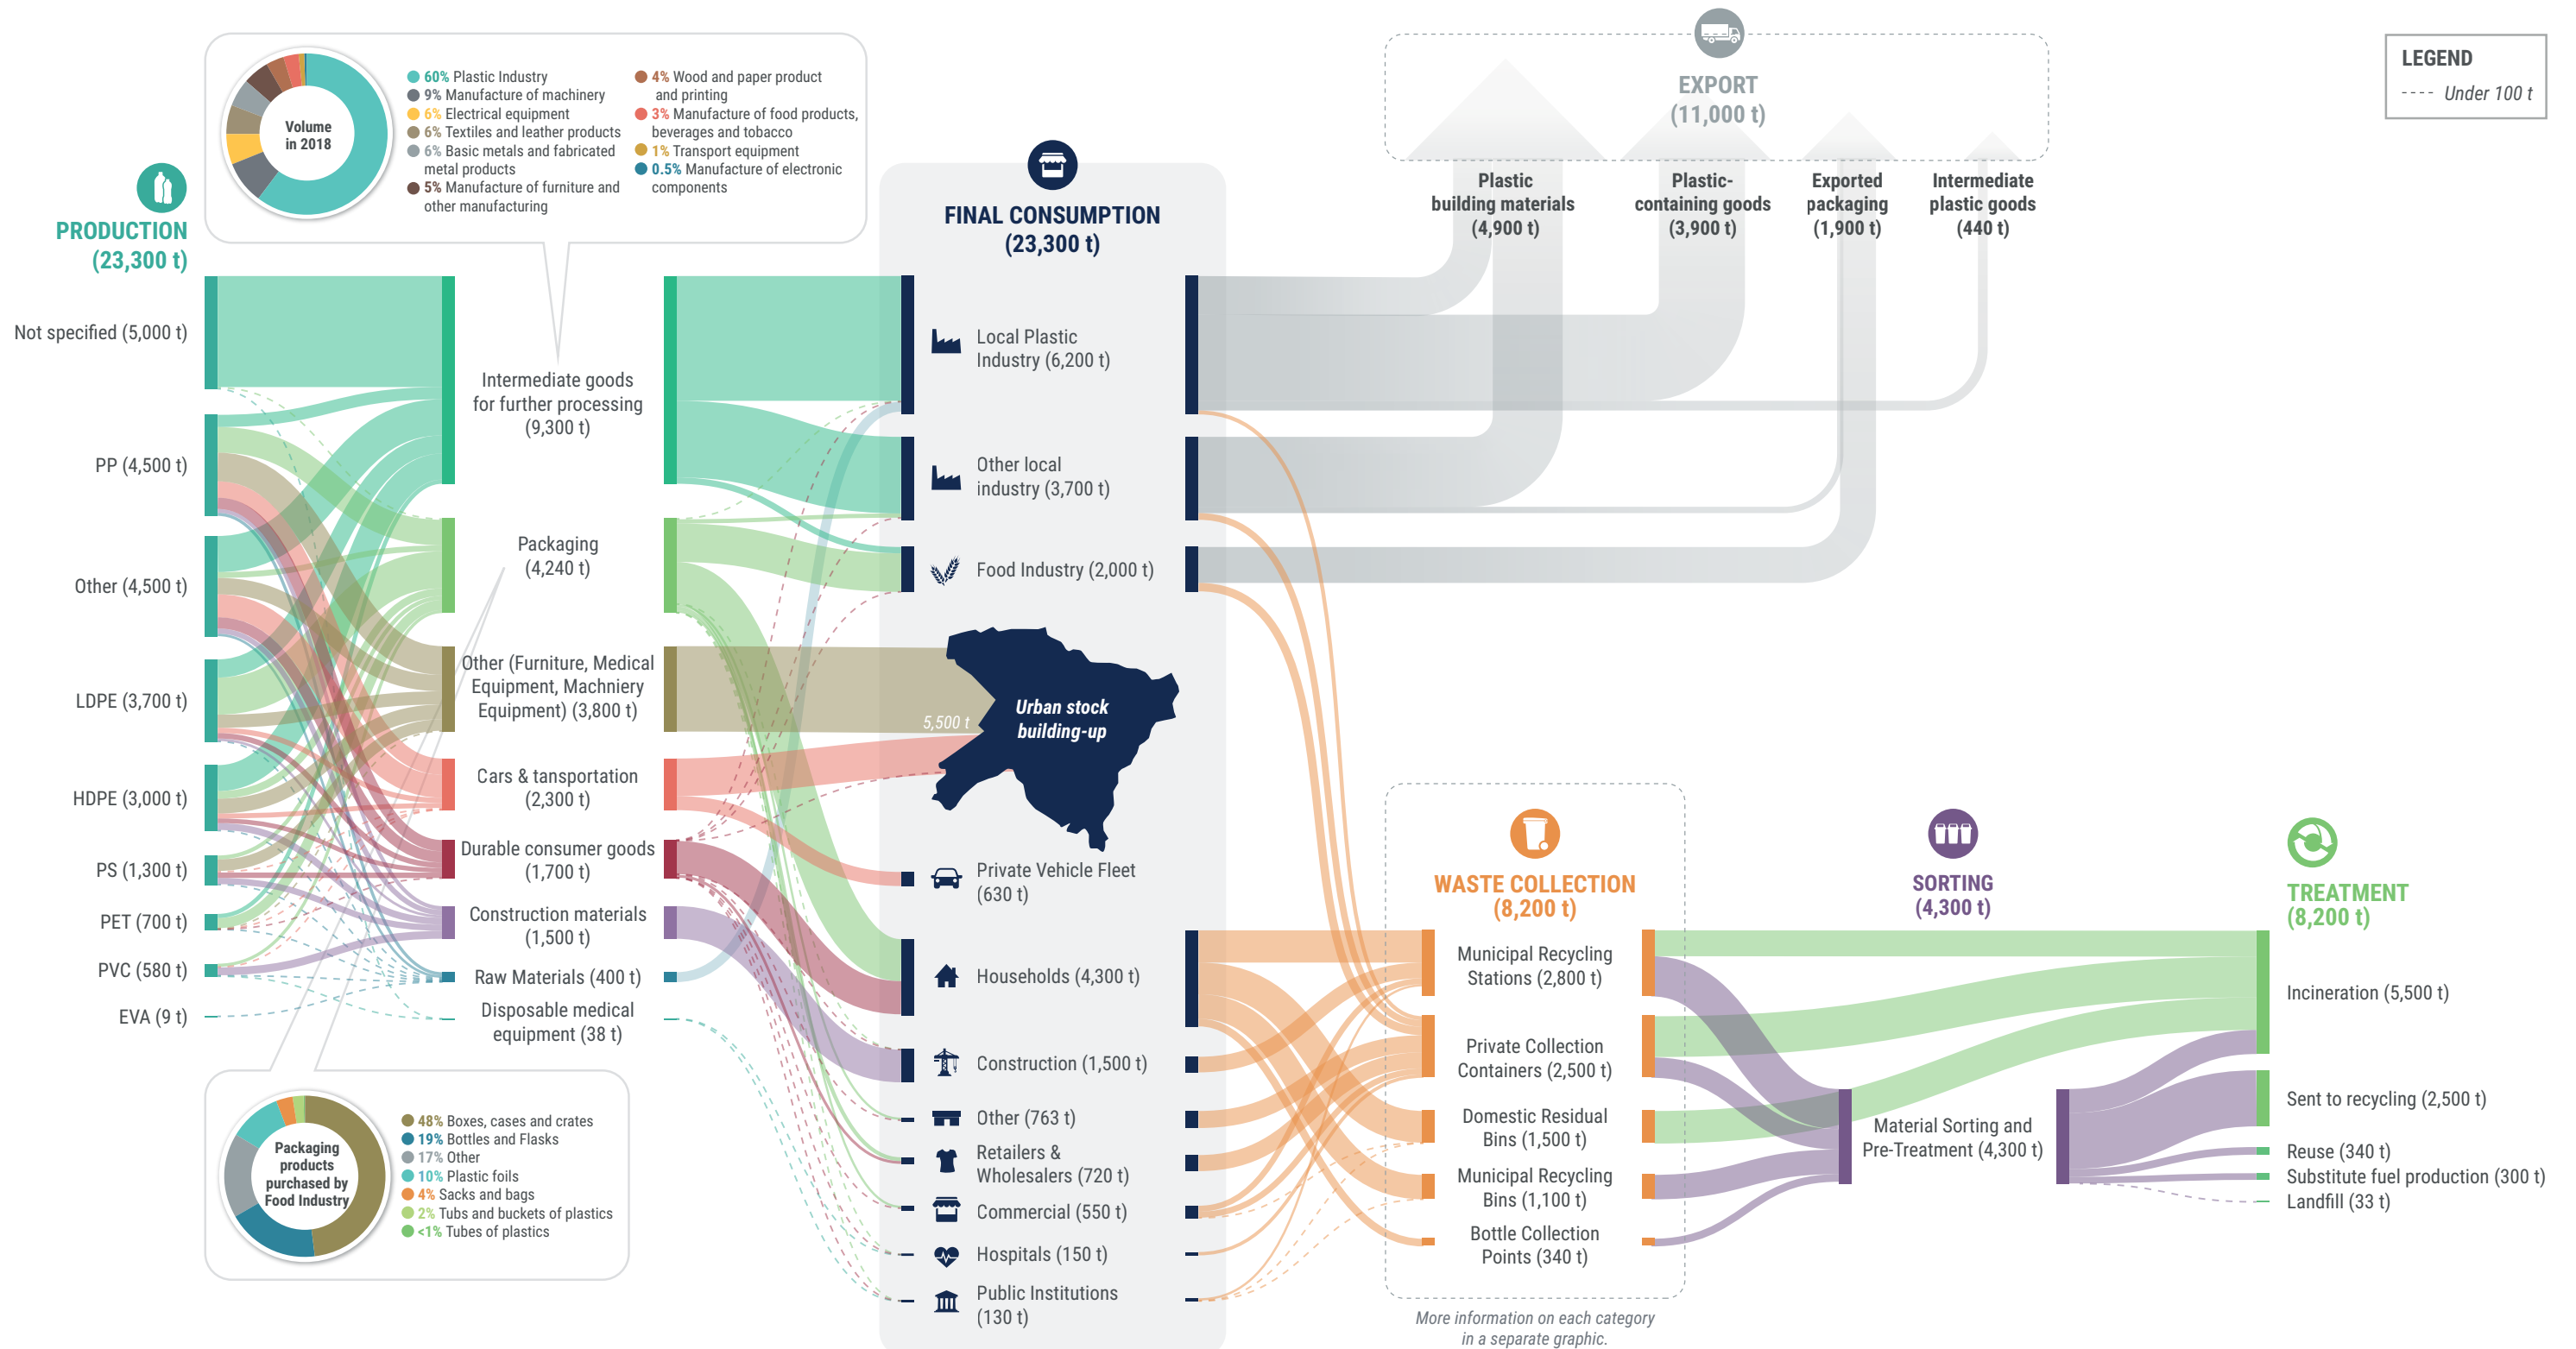 Volume
in 2018
60% Plastic Industry
9% Manufacture of machinery
6% Electrical equipment
6% Textiles and leather products
6% Basic metals and fabricated
metal products
5% Manufacture of furniture and
other manufacturing
4% Wood and paper product
and printing
3% Manufacture of food products,
beverages and tobacco
1% Transport equipment
0.5% Manufacture of electronic
components
PRODUCTION
(23,300 t)
Not specified (5,000 t)
PP (4,500 t)
Other (4,500 t)
LDPE (3,700 t)
HDPE (3,000 t)
PS (1,300 t)
PET (700 t)
PVC (580 t)
EVA (9 t)
Intermediate goods
for further processing
(9,300 t)
Packaging
(4,240 t)
Other (Furniture, Medical
Equipment, Machniery
Equipment) (3,800 t)
Cars & tansportation
(2,300 t)
Durable consumer goods
(1,700 t)
Construction materials
(1,500 t)
Raw Materials (400 t)
Disposable medical
equipment (38 t)
Packaging
products
purchased by
Food Industry
48% Boxes, cases and crates
19% Bottles and Flasks
17% Other
10% Plastic foils
4% Sacks and bags
2% Tubs and buckets of plastics
<1% Tubes of plastics
FINAL CONSUMPTION
(23,300 t)
Local Plastic
Industry (6,200 t)
Other local
industry (3,700 t)
Food Industry (2,000 t)
5,500 t
Urban stock
building-up
Private Vehicle Fleet
(630 t)
Households (4,300 t)
Construction (1,500 t)
Other (763 t)
Retailers &
Wholesalers (720 t)
Commercial (550 t)
Hospitals (150 t)
Public Institutions
(130 t)
EXPORT
(11,000 t)
Plastic
building materials
(4,900 t)
Plastic-
containing goods
(3,900 t)
Exported
packaging
(1,900 t)
Intermediate
plastic goods
(440 t)
LEGEND
---- Under 100 t
WASTE COLLECTION
(8,200 t)
Municipal Recycling
Stations (2,800 t)
Private Collection
Containers (2,500 t)
Domestic Residual
Bins (1,500 t)
Municipal Recycling
Bins (1,100 t)
Bottle Collection
Points (340 t)
More information on each category
in a separate graphic.
SORTING
(4,300 t)
Material Sorting and
Pre-Treatment (4,300 t)
TREATMENT
(8,200 t)
Incineration (5,500 t)
Sent to recycling (2,500 t)
Reuse (340 t)
Substitute fuel production (300 t)
Landfill (33 t)